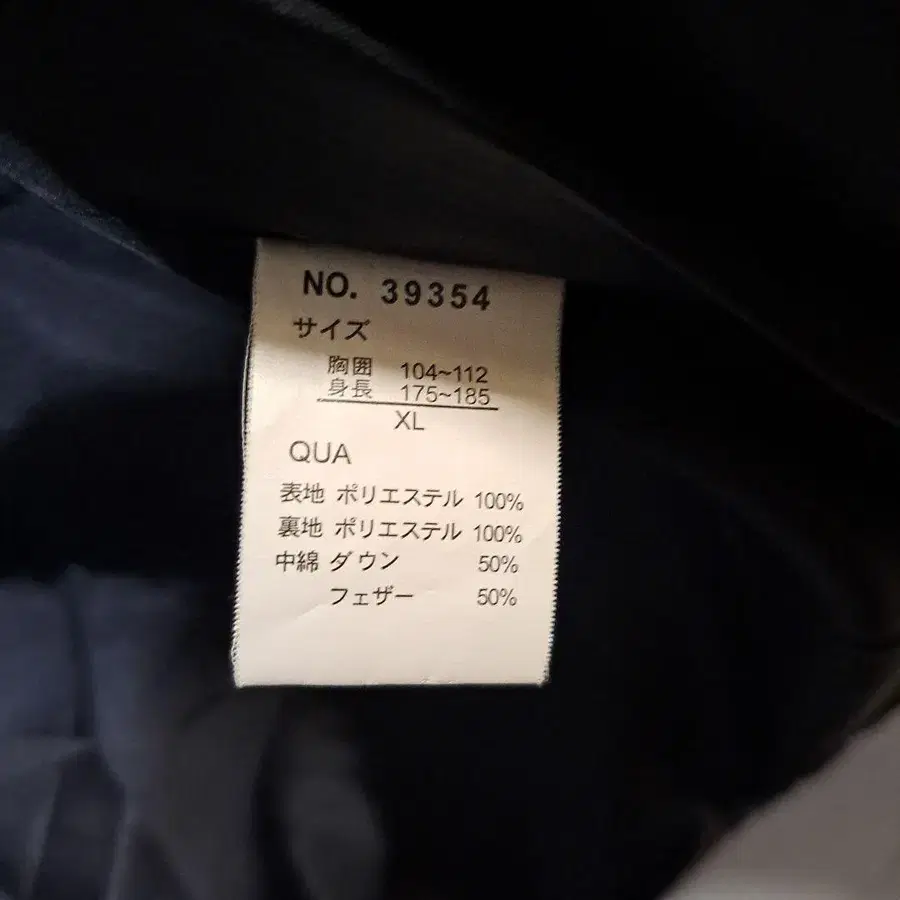 NO. 39354
サイズ
胸囲 104~112
身長 175~185
XL
QUA
表地 ポリエステル 100%
裏地 ポリエステル 100%
中綿 ダウン 50%
フェザー 50%